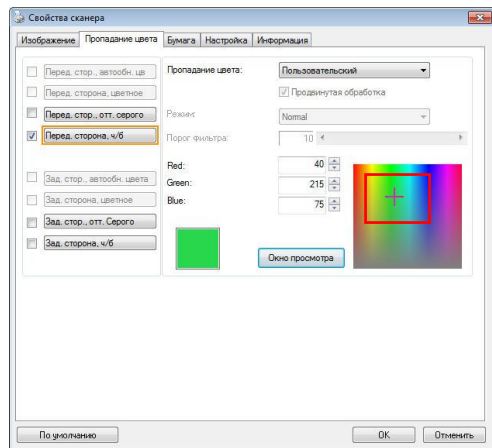 Свойства сканера
Изображение Пропадание цвета Бумага Настройка Информация
Перед. стор., автообн. цв
Перед. сторона, цветное
Перед. стор., отт. серого
Перед. сторона, ч/б
Зад. стор., автообн. цвета
Зад. сторона, цветное
Зад. стор., отт. Серого
Зад. сторона, ч/б
Пропадание цвета: Пользовательский
Продвинутая обработка
Режим: Normal
Порог фильтра: 10
Red: 40
Green: 215
Blue: 75
Окно просмотра
По умолчанию OK Отменить